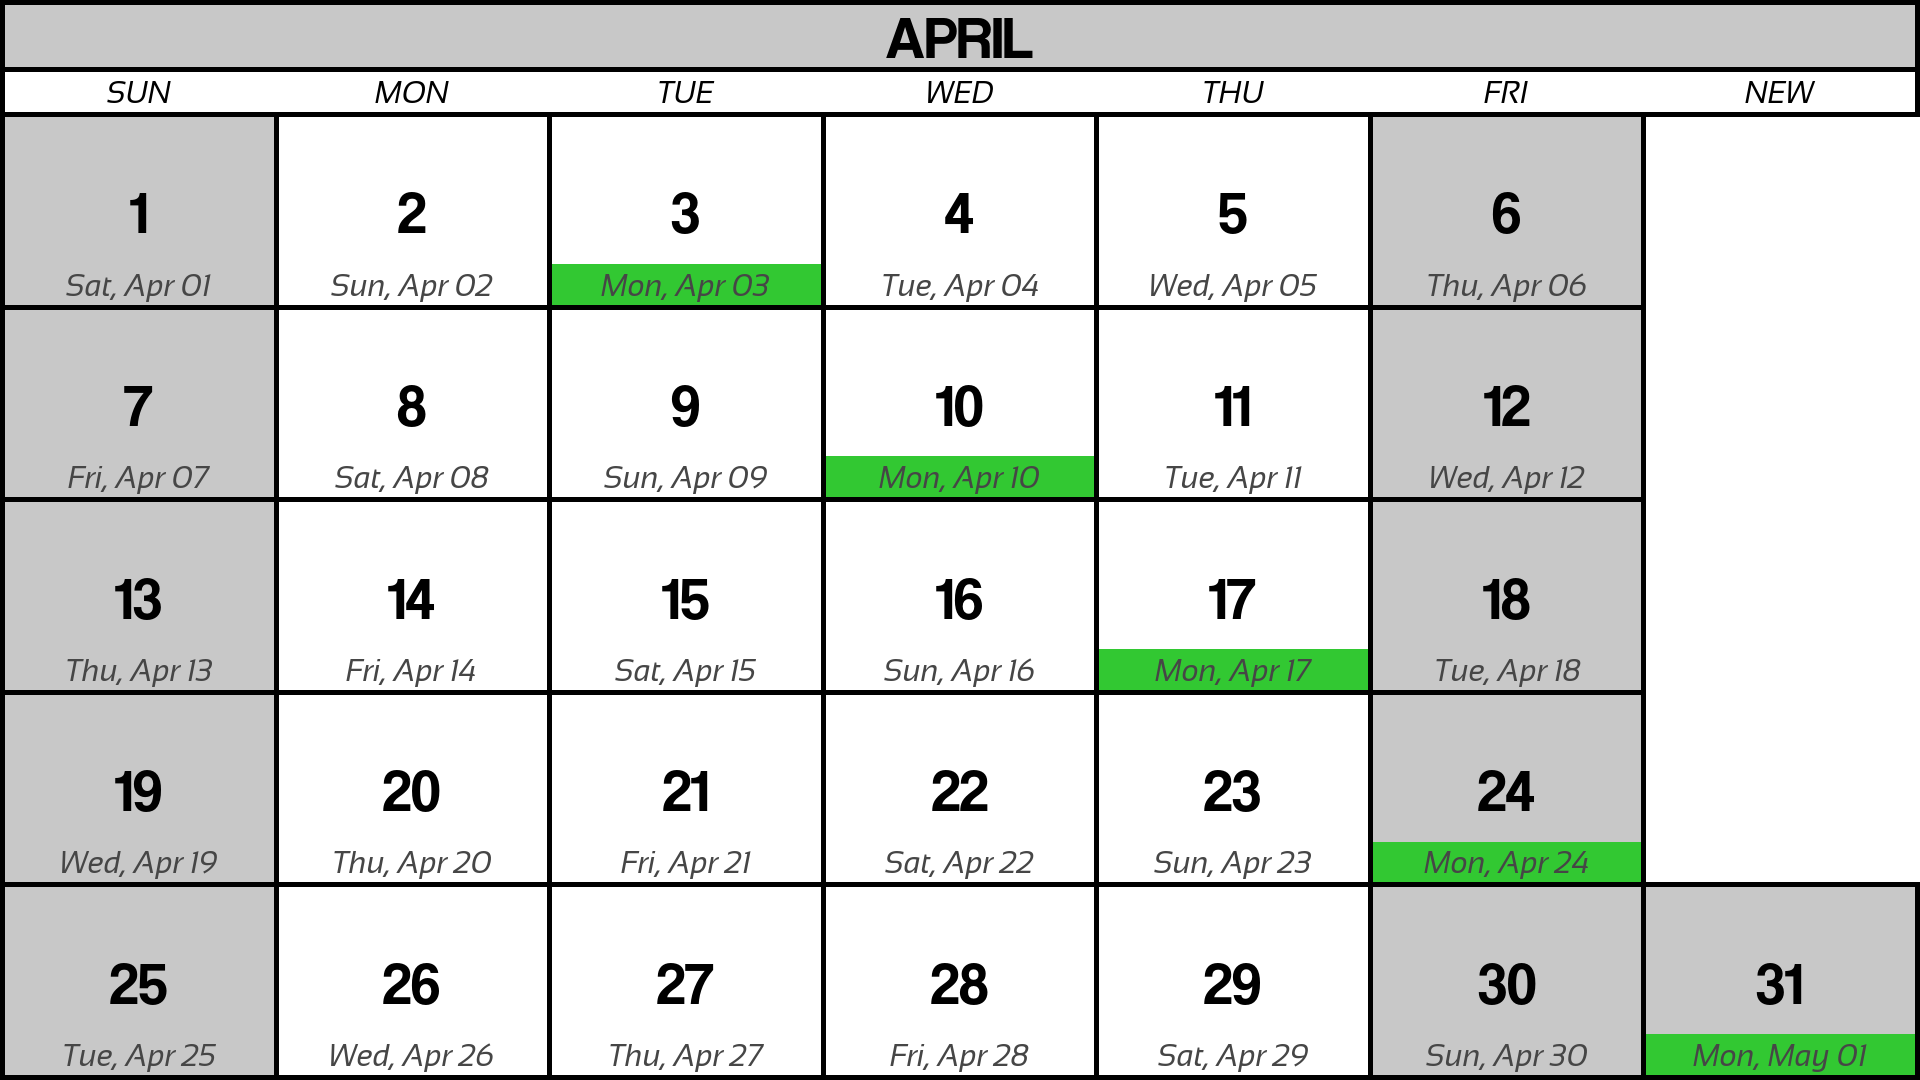 APRIL
SUN MON TUE WED THU FRI NEW
1 2 3 4 5 6
Sat, Apr 01 Sun, Apr 02 Mon, Apr 03 Tue, Apr 04 Wed, Apr 05 Thu, Apr 06
7 8 9 10 11 12
Fri, Apr 07 Sat, Apr 08 Sun, Apr 09 Mon, Apr 10 Tue, Apr 11 Wed, Apr 12
13 14 15 16 17 18
Thu, Apr 13 Fri, Apr 14 Sat, Apr 15 Sun, Apr 16 Mon, Apr 17 Tue, Apr 18
19 20 21 22 23 24
Wed, Apr 19 Thu, Apr 20 Fri, Apr 21 Sat, Apr 22 Sun, Apr 23 Mon, Apr 24
25 26 27 28 29 30 31
Tue, Apr 25 Wed, Apr 26 Thu, Apr 27 Fri, Apr 28 Sat, Apr 29 Sun, Apr 30 Mon, May 01